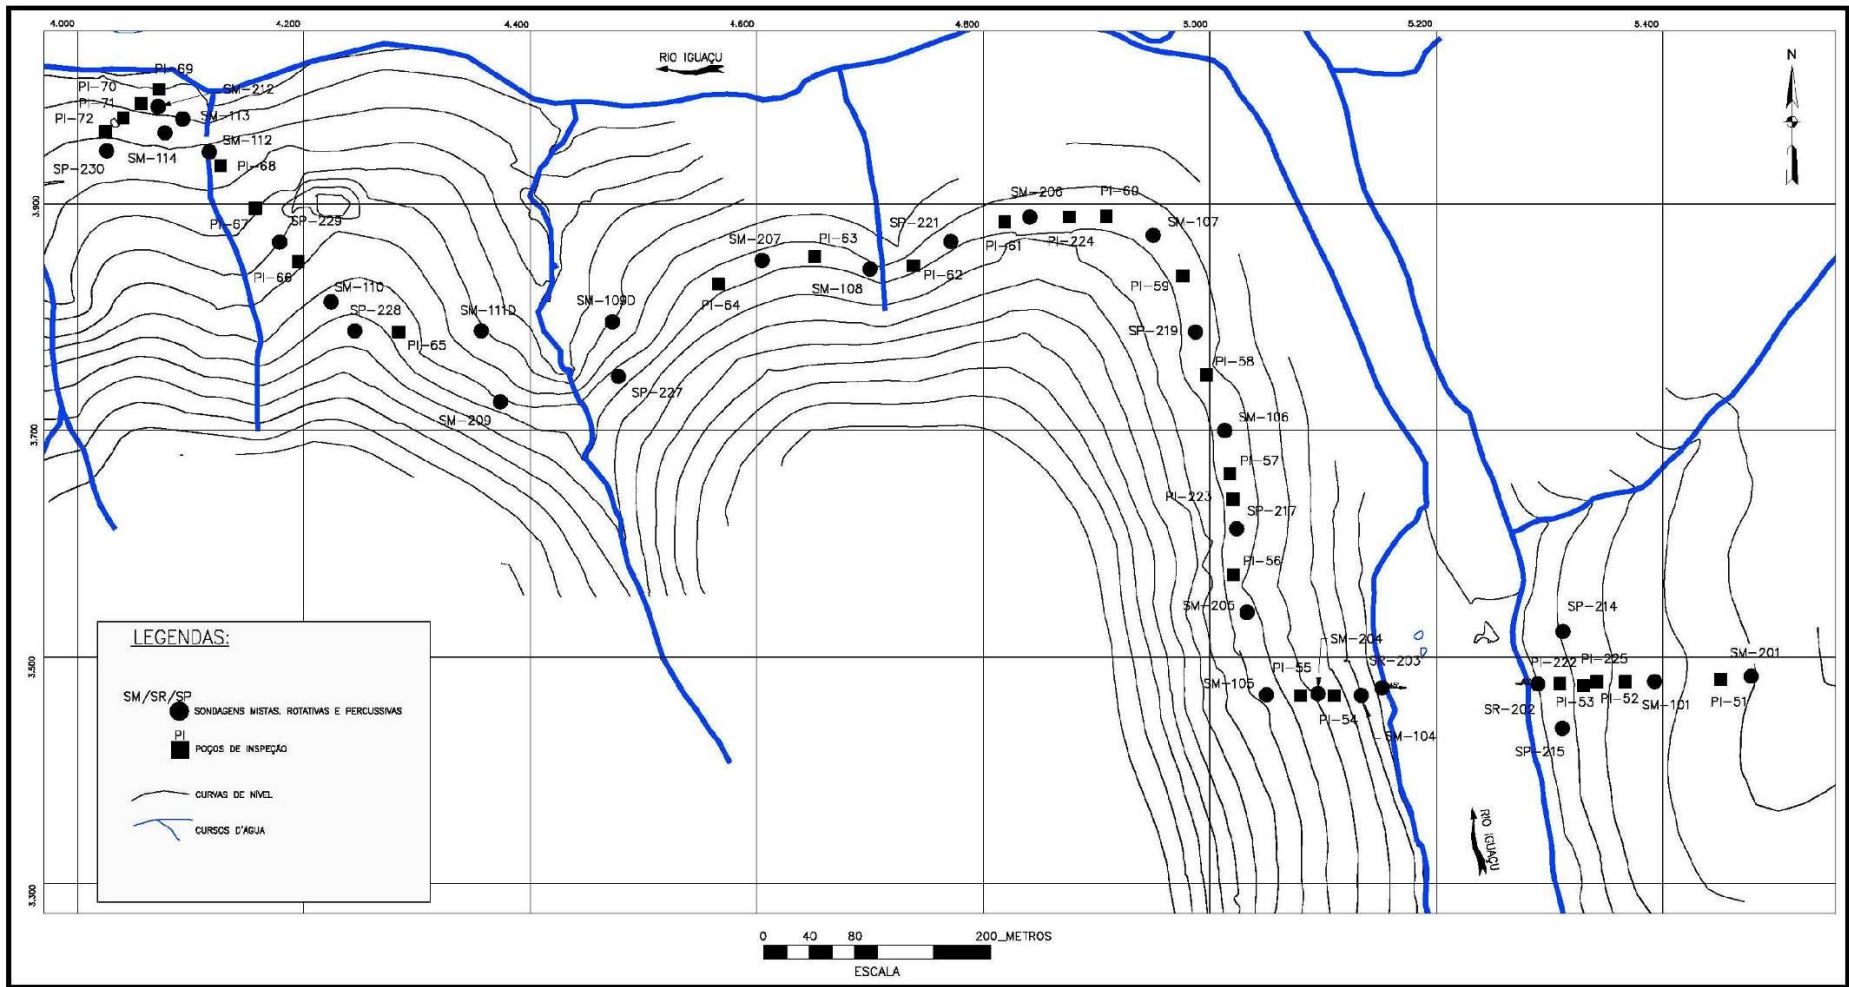 4.000 4.200 4.400 4.600 4.800 5.000 5.200 5.400
RIO IGUAÇU
N
PI-69
PI-70
SM-212
PI-71
SM-113
PI-72
SM-112
SP-230
SM-114
PI-68
3.900
PI-67
SP-229
PI-66
SM-110
SP-228
PI-65
SM-111D
SM-209
SM-109D
SP-227
SM-207
PI-63
PI-64
SM-108
SP-221
PI-62
SM-206
PI-60
PI-61
PI-224
SM-107
PI-59
SP-219
PI-58
3.700
SM-106
PI-57
PI-223
SP-217
PI-56
SM-205
SM-204
PI-55
SR-203
SM-105
PI-54
SM-104
SP-214
PI-222
PI-225
SM-201
SR-202
PI-53
PI-52
SM-101
PI-51
SP-215
3.500
3.300
RIO IGUAÇU
LEGENDAS:
SM/SR/SP
SONDAGENS MISTAS, ROTATIVAS E PERCUSSIVAS
PI
POÇOS DE INSPEÇÃO
CURVAS DE NÍVEL
CURSOS D'ÁGUA
0 40 80 200_METROS
ESCALA